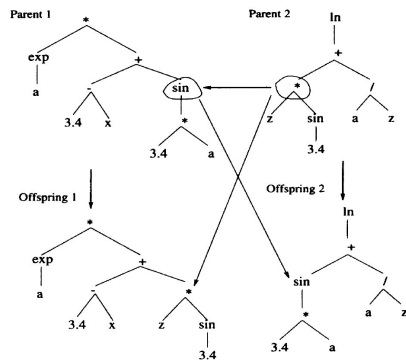 Parent 1 * Parent 2 ln
exp + +
a - sin * /
3.4 x * z sin a z
3.4 a 3.4
Offspring 1 * Offspring 2 ln
exp + +
a - * sin /
3.4 x z sin * a z
3.4 3.4 a